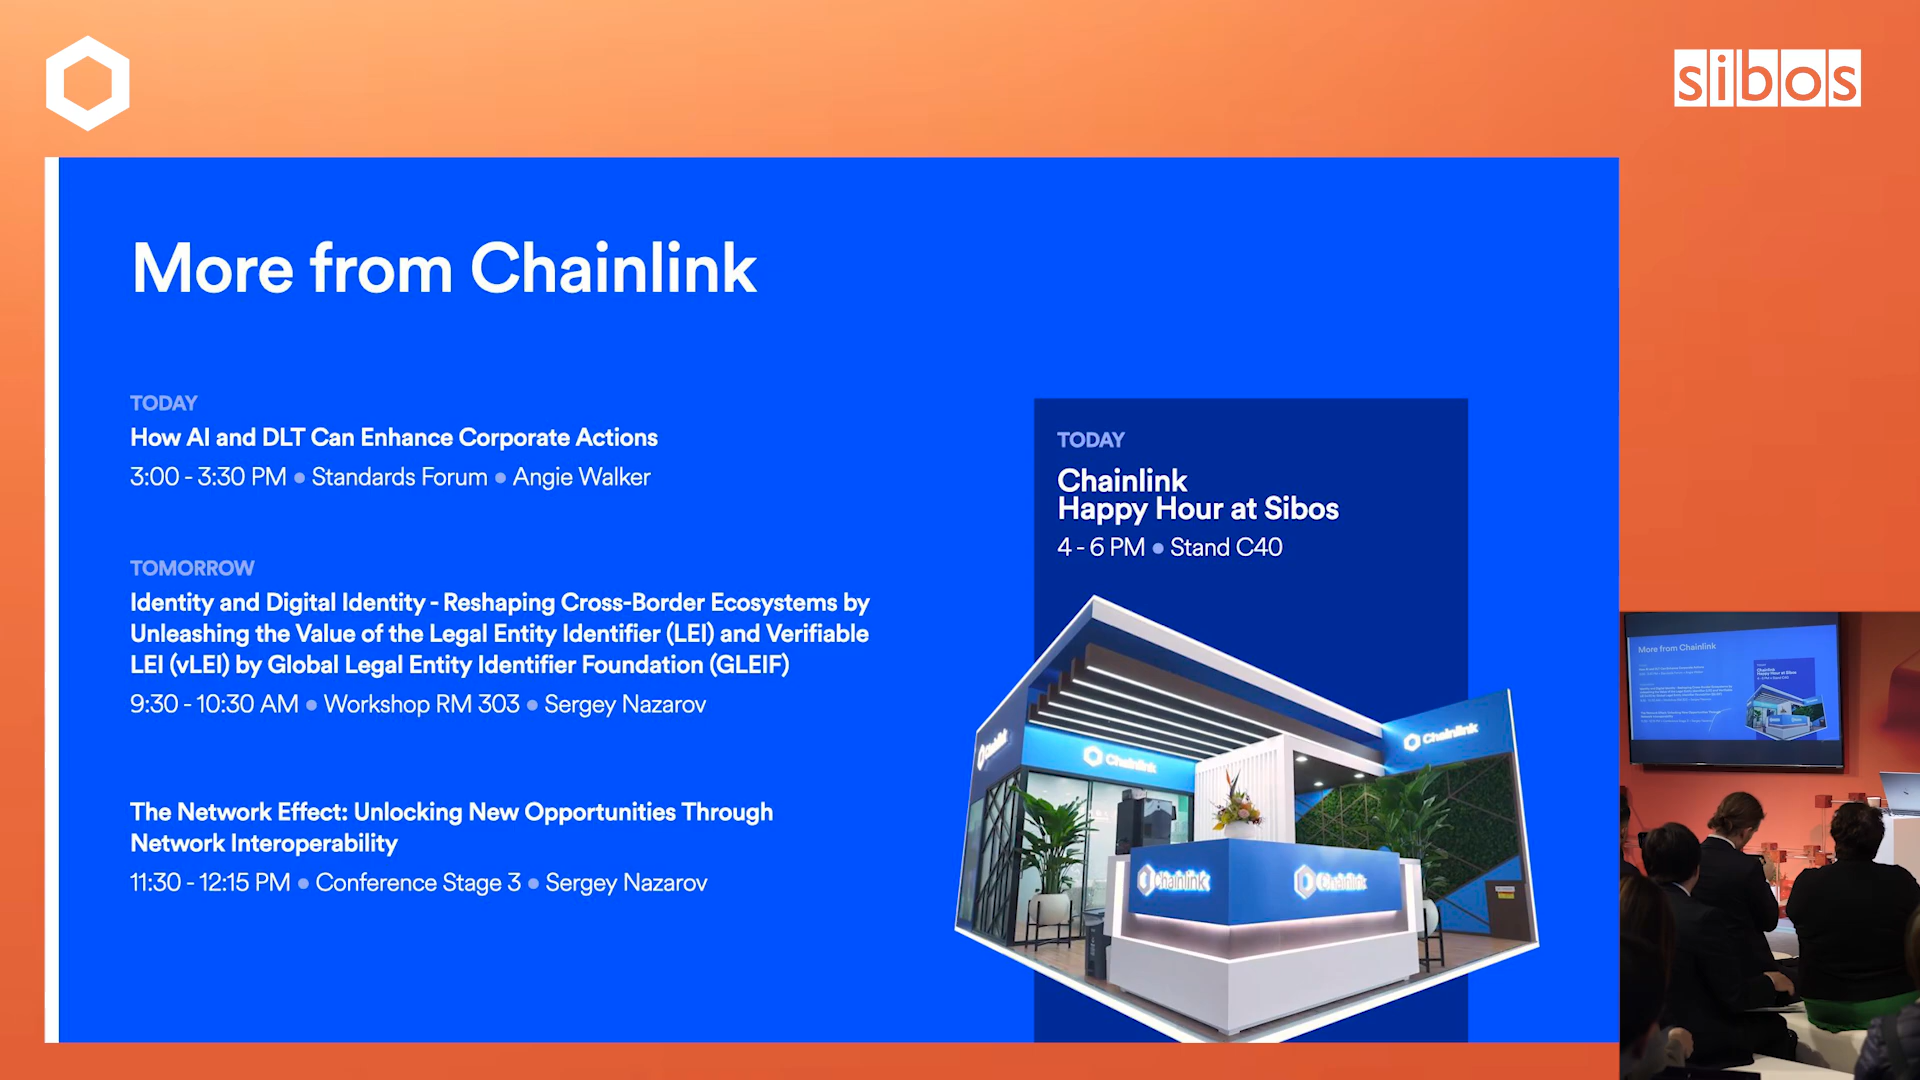 sibos
More from Chainlink
TODAY
How AI and DLT Can Enhance Corporate Actions
3:00 - 3:30 PM • Standards Forum • Angie Walker
TOMORROW
Identity and Digital Identity - Reshaping Cross-Border Ecosystems by
Unleashing the Value of the Legal Entity Identifier (LEI) and Verifiable
LEI (vLEI) by Global Legal Entity Identifier Foundation (GLEIF)
9:30 - 10:30 AM • Workshop RM 303 • Sergey Nazarov
The Network Effect: Unlocking New Opportunities Through
Network Interoperability
11:30 - 12:15 PM • Conference Stage 3 • Sergey Nazarov
TODAY
Chainlink
Happy Hour at Sibos
4 - 6 PM • Stand C40
Chainlink
Chainlink
Chainlink
Chainlink
Chainlink
More from Chainlink